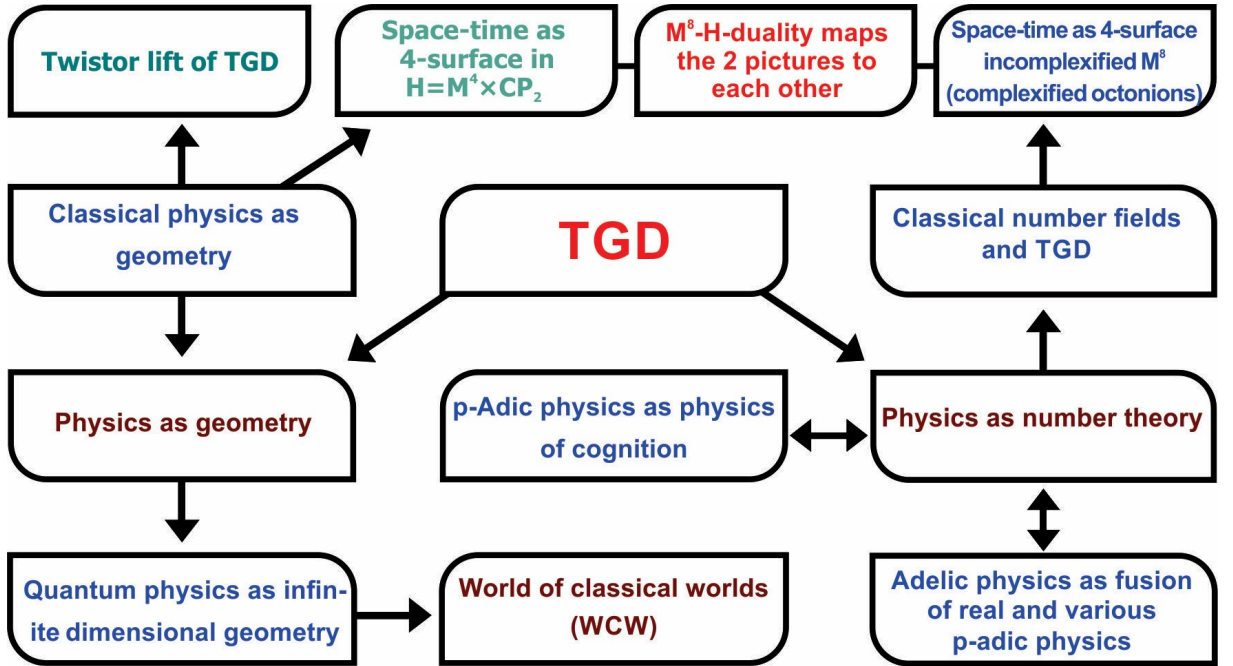 Twistor lift of TGD
Space-time as
4-surface in
H=M⁴×CP₂
M⁸-H-duality maps
the 2 pictures to
each other
Space-time as 4-surface
incomplexified M⁸
(complexified octonions)
Classical physics as
geometry
TGD
Classical number fields
and TGD
Physics as geometry
p-Adic physics as physics
of cognition
Physics as number theory
Quantum physics as infin-
ite dimensional geometry
World of classical worlds
(WCW)
Adelic physics as fusion
of real and various
p-adic physics